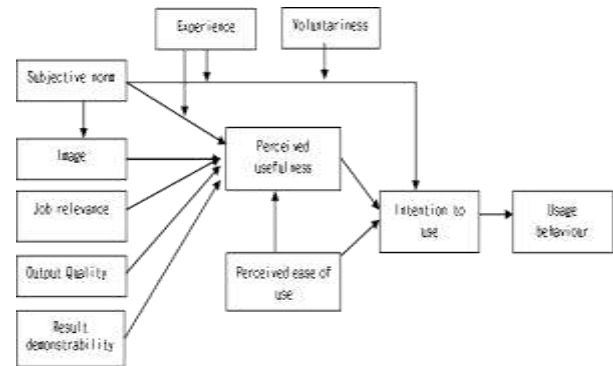 Experience
Voluntariness
Subjective norm
Image
Perceived
usefulness
Job relevance
Intention to
use
Usage
behaviour
Output Quality
Perceived ease of
use
Result
demonstrability